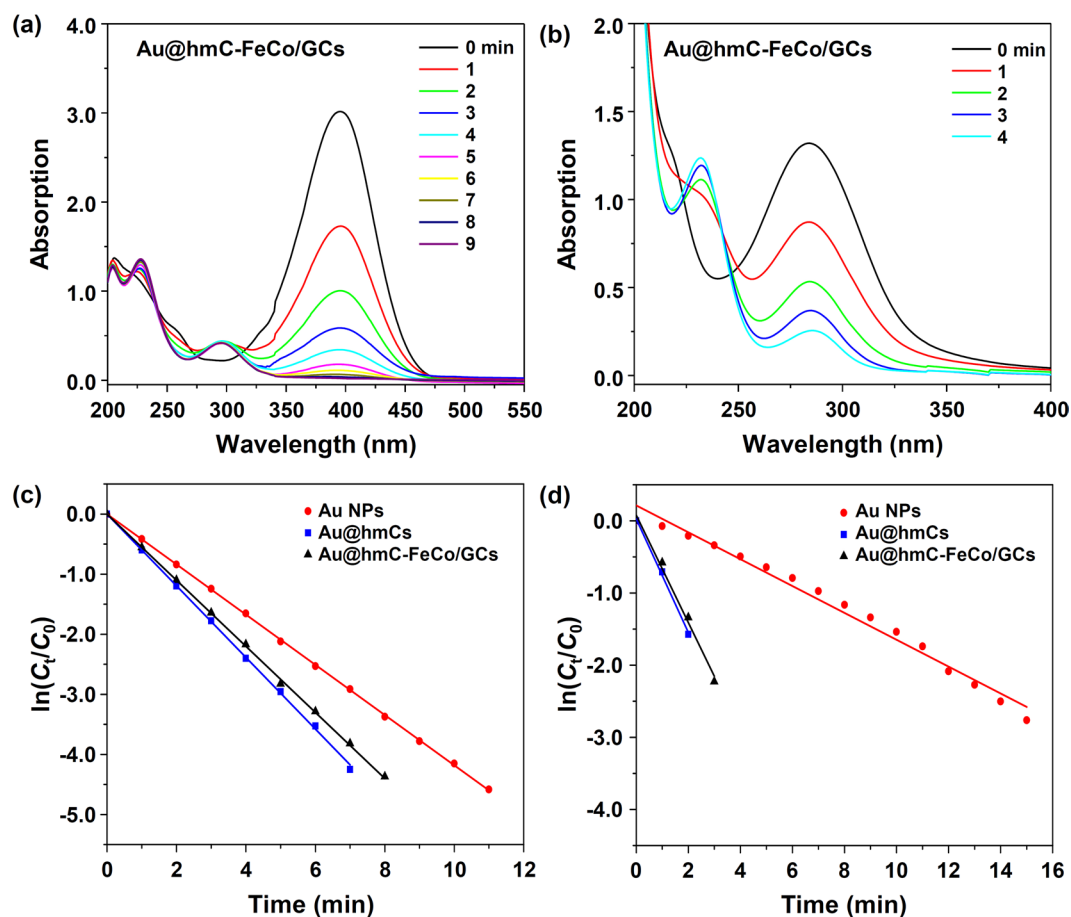 (a)
Au@hmC-FeCo/GCs
0 min
1
2
3
4
5
6
7
8
9
4.0
3.0
2.0
1.0
0.0
Absorption
200 250 300 350 400 450 500 550
Wavelength (nm)
(b)
Au@hmC-FeCo/GCs
0 min
1
2
3
4
2.0
1.5
1.0
0.5
0.0
Absorption
200 250 300 350 400
Wavelength (nm)
(c)
Au NPs
Au@hmCs
Au@hmC-FeCo/GCs
0.0
-1.0
-2.0
-3.0
-4.0
-5.0
ln(Ct/C0)
0 2 4 6 8 10 12
Time (min)
(d)
Au NPs
Au@hmCs
Au@hmC-FeCo/GCs
0.0
-1.0
-2.0
-3.0
-4.0
ln(Ct/C0)
0 2 4 6 8 10 12 14 16
Time (min)